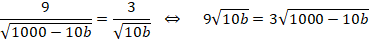 9/√(1000 − 10b) = 3/√(10b) ⇔ 9√(10b) = 3√(1000 − 10b)